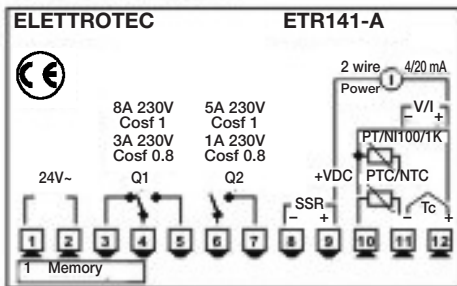 ELETTROTEC ETR141-A
CE
2 wire 4/20 mA
Power I
V/I
– +
8A 230V 5A 230V
Cosf 1 Cosf 1
3A 230V 1A 230V
Cosf 0.8 Cosf 0.8
PT/NI100/1K
24V~ Q1 Q2 +VDC PTC/NTC
SSR Tc
– + – +
1 2 3 4 5 6 7 8 9 10 11 12
1 Memory